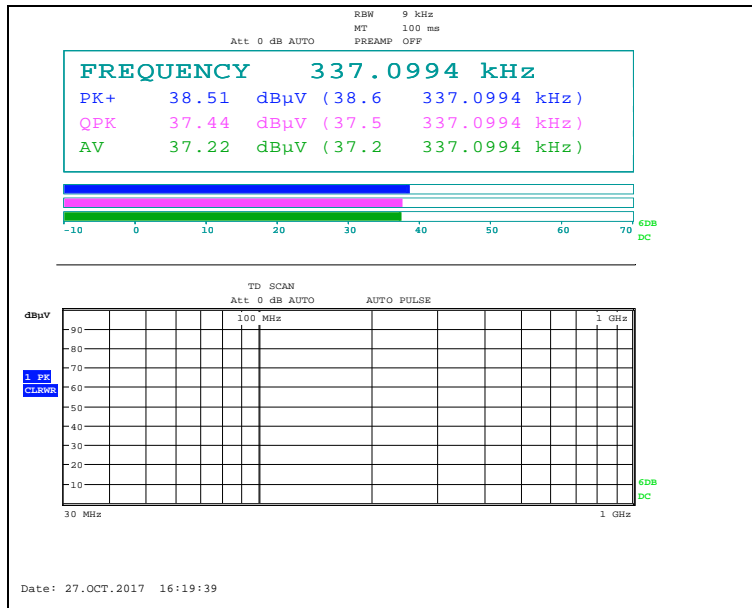 RBW 9 kHz
MT 100 ms
Att 0 dB AUTO PREAMP OFF
FREQUENCY 337.0994 kHz
PK+ 38.51 dBµV (38.6 337.0994 kHz)
QPK 37.44 dBµV (37.5 337.0994 kHz)
AV 37.22 dBµV (37.2 337.0994 kHz)
-10 0 10 20 30 40 50 60 70
6DB
DC
TD SCAN
Att 0 dB AUTO AUTO PULSE
dBµV
100 MHz 1 GHz
90
80
70
1 PK
CLRWR
60
50
40
30
20
10
6DB
DC
30 MHz 1 GHz
Date: 27.OCT.2017 16:19:39